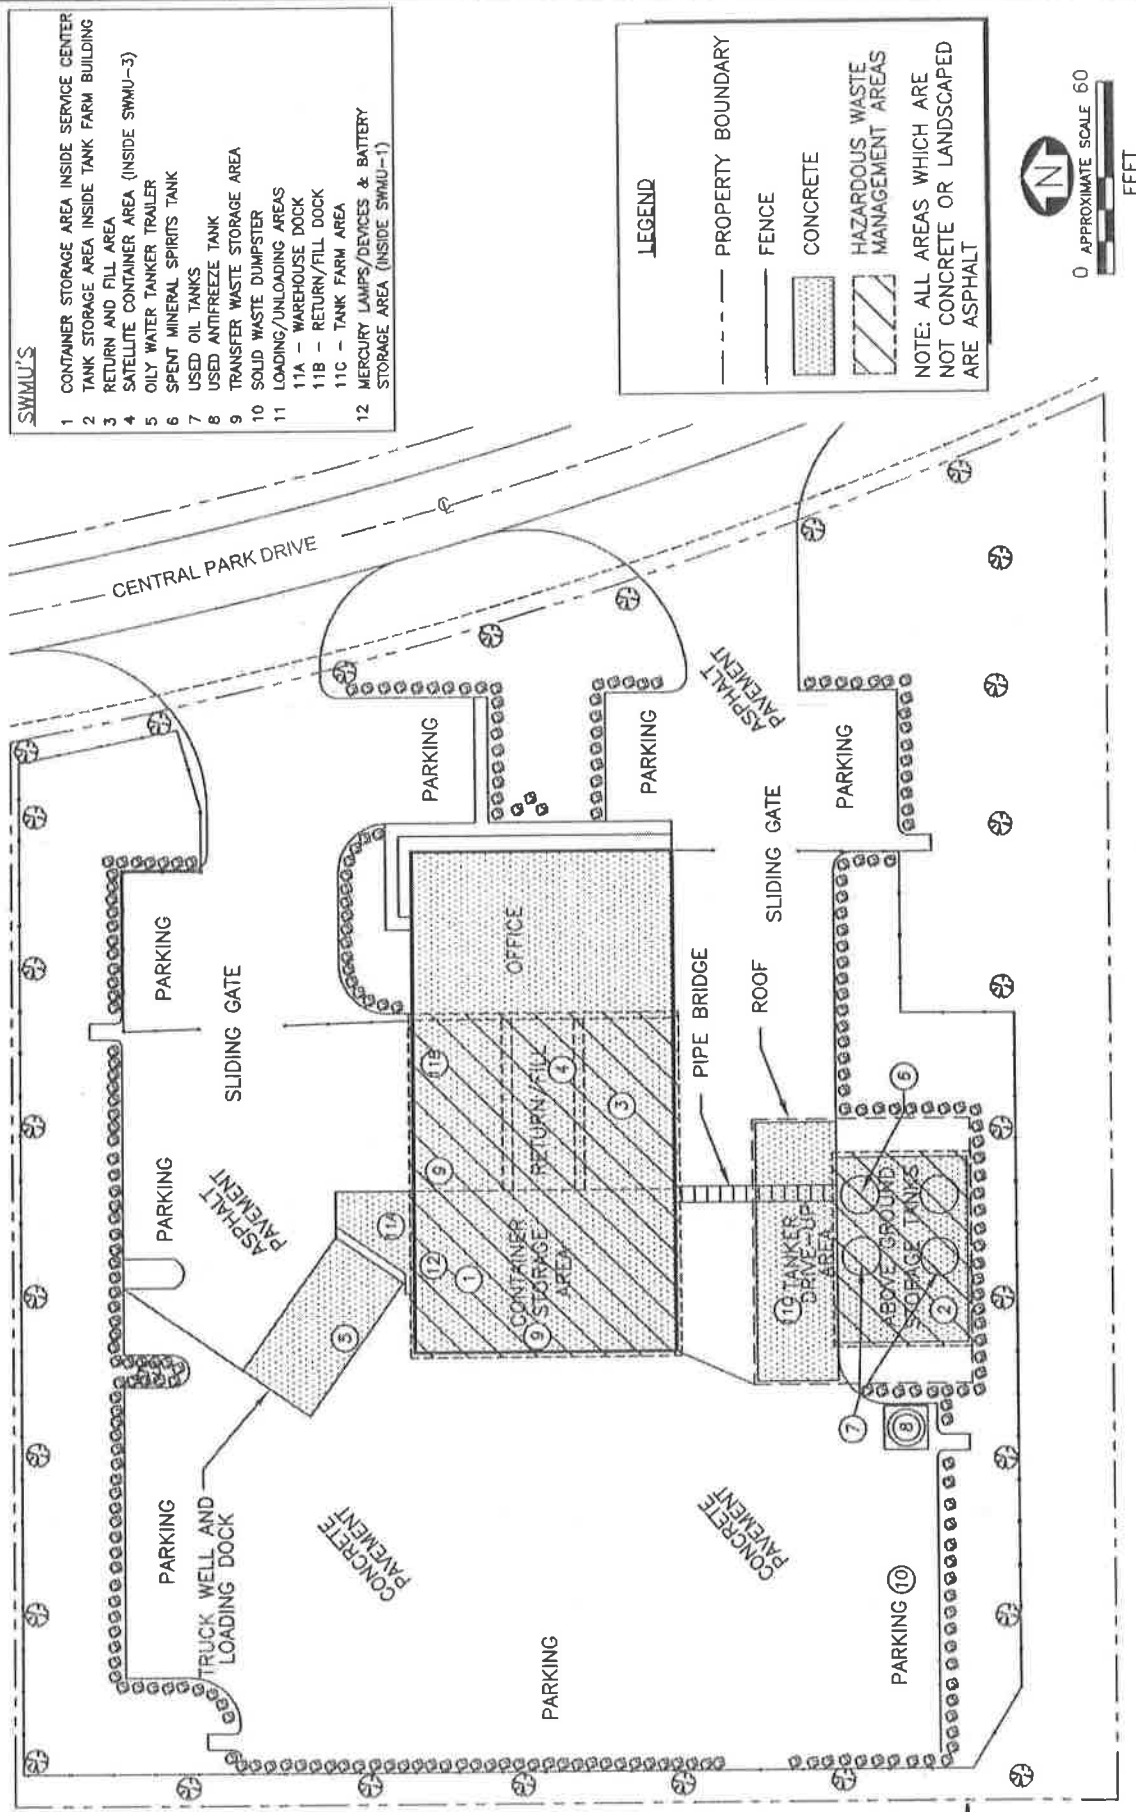 SWMU'S
1 CONTAINER STORAGE AREA INSIDE SERVICE CENTER
2 TANK STORAGE AREA INSIDE TANK FARM BUILDING
3 RETURN AND FILL AREA
4 SATELLITE CONTAINER AREA (INSIDE SWMU-3)
5 OILY WATER TANKER TRAILER
6 SPENT MINERAL SPIRITS TANK
7 USED OIL TANKS
8 USED ANTIFREEZE TANK
9 TRANSFER WASTE STORAGE AREA
10 SOLID WASTE DUMPSTER
11 LOADING/UNLOADING AREAS
11A - WAREHOUSE DOCK
11B - RETURN/FILL DOCK
11C - TANK FARM AREA
12 MERCURY LAMPS/DEVICES & BATTERY
STORAGE AREA (INSIDE SWMU-1)
LEGEND
PROPERTY BOUNDARY
FENCE
CONCRETE
HAZARDOUS WASTE
MANAGEMENT AREAS
NOTE: ALL AREAS WHICH ARE
NOT CONCRETE OR LANDSCAPED
ARE ASPHALT
N
0 APPROXIMATE SCALE 60
FEET
CENTRAL PARK DRIVE
℄
PARKING
SLIDING GATE
PARKING
ASPHALT
PAVEMENT
PARKING
TRUCK WELL AND
LOADING DOCK
5
11A
CONCRETE
PAVEMENT
PARKING
PARKING
ASPHALT
PAVEMENT
PARKING
SLIDING GATE
OFFICE
11B
RETURN/FILL
4
3
9
12
1
CONTAINER
STORAGE
AREA
9
PIPE BRIDGE
ROOF
11C TANKER
DRIVE-UP
AREA
ABOVE GROUND
STORAGE TANKS
2
6
7
8
CONCRETE
PAVEMENT
PARKING
PARKING 10